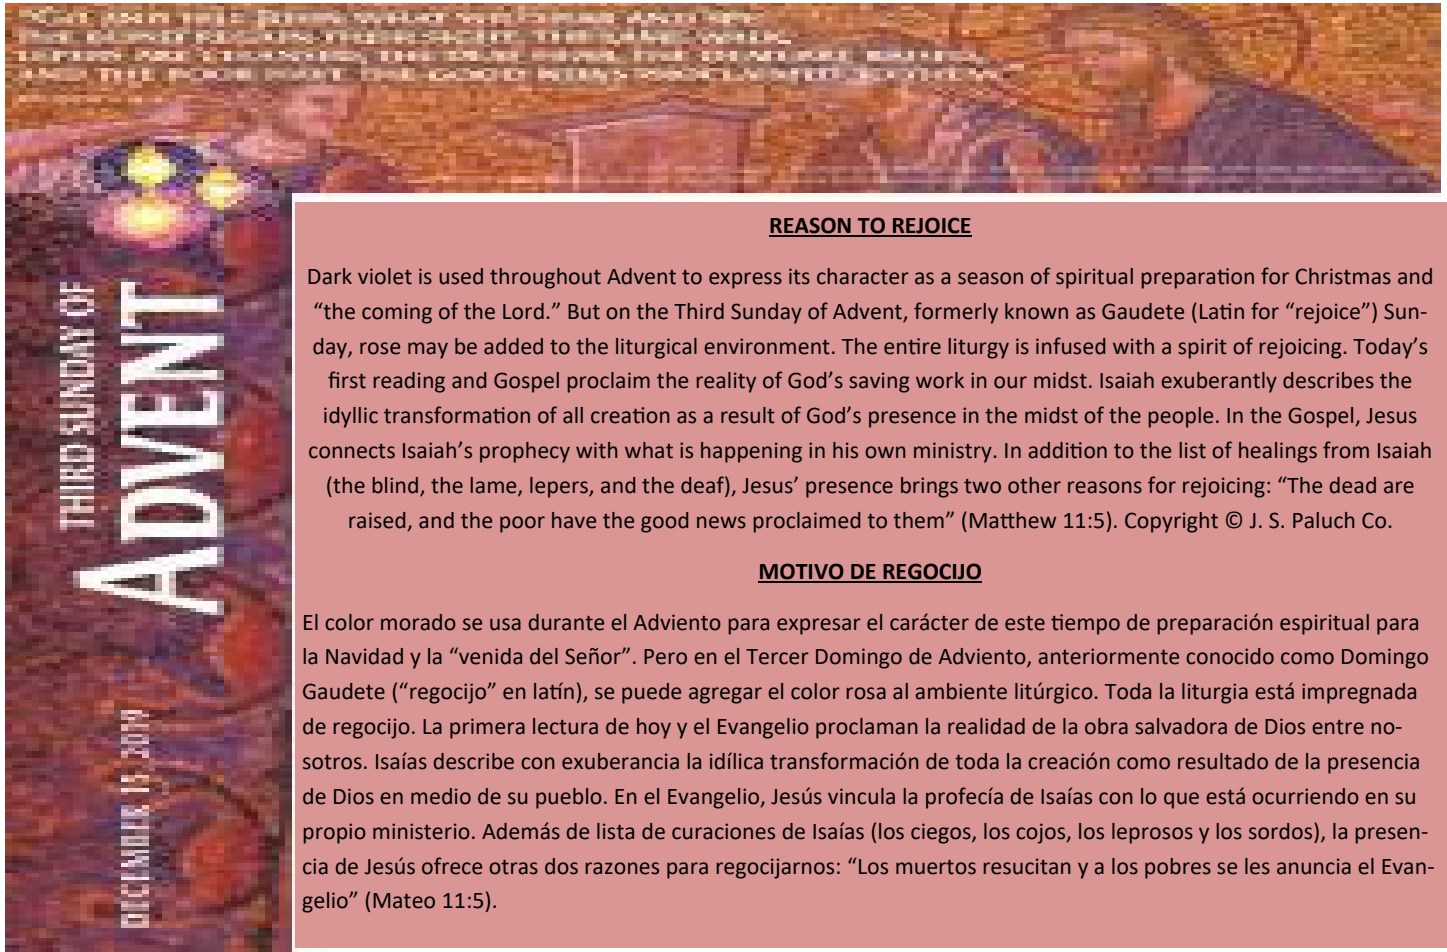 THIRD SUNDAY OF
ADVENT
DECEMBER 15, 2019
REASON TO REJOICE
Dark violet is used throughout Advent to express its character as a season of spiritual preparation for Christmas and
“the coming of the Lord.” But on the Third Sunday of Advent, formerly known as Gaudete (Latin for “rejoice”) Sun-
day, rose may be added to the liturgical environment. The entire liturgy is infused with a spirit of rejoicing. Today’s
first reading and Gospel proclaim the reality of God’s saving work in our midst. Isaiah exuberantly describes the
idyllic transformation of all creation as a result of God’s presence in the midst of the people. In the Gospel, Jesus
connects Isaiah’s prophecy with what is happening in his own ministry. In addition to the list of healings from Isaiah
(the blind, the lame, lepers, and the deaf), Jesus’ presence brings two other reasons for rejoicing: “The dead are
raised, and the poor have the good news proclaimed to them” (Matthew 11:5). Copyright © J. S. Paluch Co.
MOTIVO DE REGOCIJO
El color morado se usa durante el Adviento para expresar el carácter de este tiempo de preparación espiritual para
la Navidad y la “venida del Señor”. Pero en el Tercer Domingo de Adviento, anteriormente conocido como Domingo
Gaudete (“regocijo” en latín), se puede agregar el color rosa al ambiente litúrgico. Toda la liturgia está impregnada
de regocijo. La primera lectura de hoy y el Evangelio proclaman la realidad de la obra salvadora de Dios entre no-
sotros. Isaías describe con exuberancia la idílica transformación de toda la creación como resultado de la presencia
de Dios en medio de su pueblo. En el Evangelio, Jesús vincula la profecía de Isaías con lo que está ocurriendo en su
propio ministerio. Además de lista de curaciones de Isaías (los ciegos, los cojos, los leprosos y los sordos), la presen-
cia de Jesús ofrece otras dos razones para regocijarnos: “Los muertos resucitan y a los pobres se les anuncia el Evan-
gelio” (Mateo 11:5).